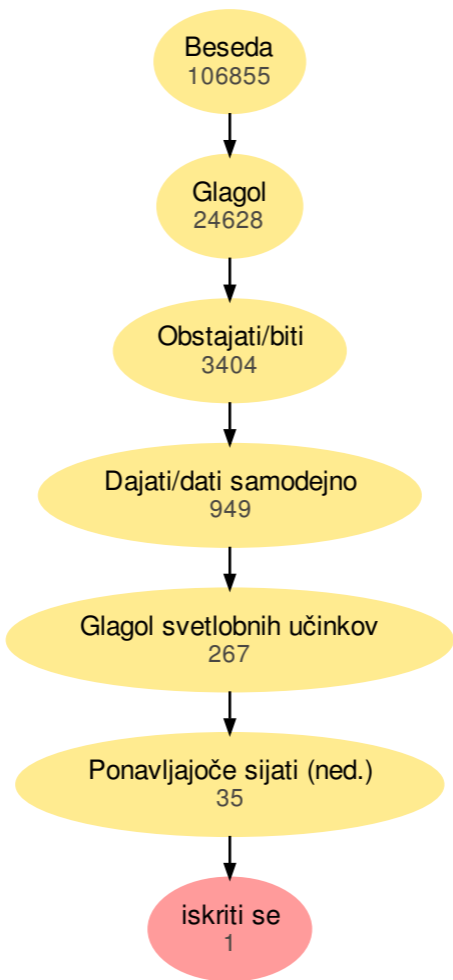 Beseda
106855
Glagol
24628
Obstajati/biti
3404
Dajati/dati samodejno
949
Glagol svetlobnih učinkov
267
Ponavljajoče sijati (ned.)
35
iskriti se
1